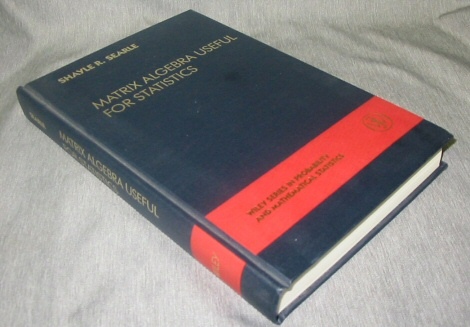 SHAYLE R. SEARLE
MATRIX ALGEBRA USEFUL
FOR STATISTICS
WILEY SERIES IN PROBABILITY
AND MATHEMATICAL STATISTICS
MATRIX ALGEBRA USEFUL
FOR STATISTICS